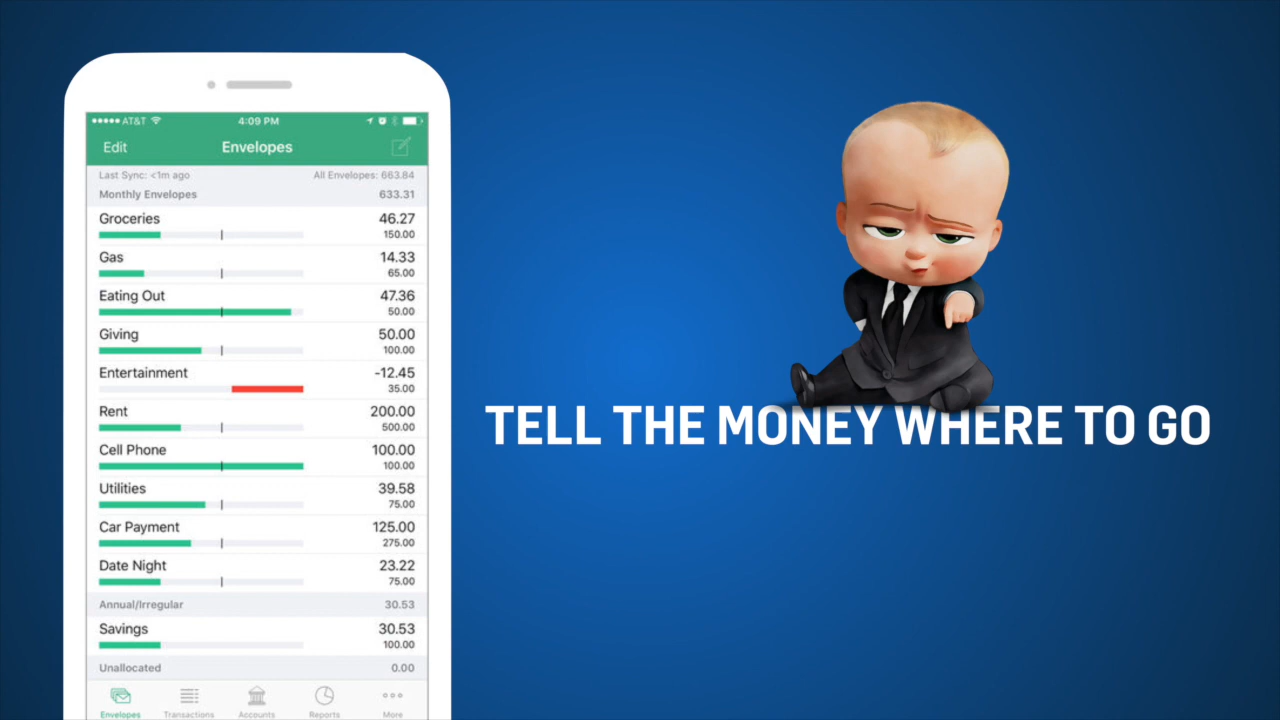 AT&T
4:09 PM
Edit
Envelopes
Last Sync: <1m ago
All Envelopes: 663.84
Monthly Envelopes
633.31
Groceries
46.27
150.00
Gas
14.33
65.00
Eating Out
47.36
50.00
Giving
50.00
100.00
Entertainment
-12.45
35.00
Rent
200.00
500.00
Cell Phone
100.00
100.00
Utilities
39.58
75.00
Car Payment
125.00
275.00
Date Night
23.22
75.00
Annual/Irregular
30.53
Savings
30.53
100.00
Unallocated
0.00
Envelopes
Transactions
Accounts
Reports
More
TELL THE MONEY WHERE TO GO